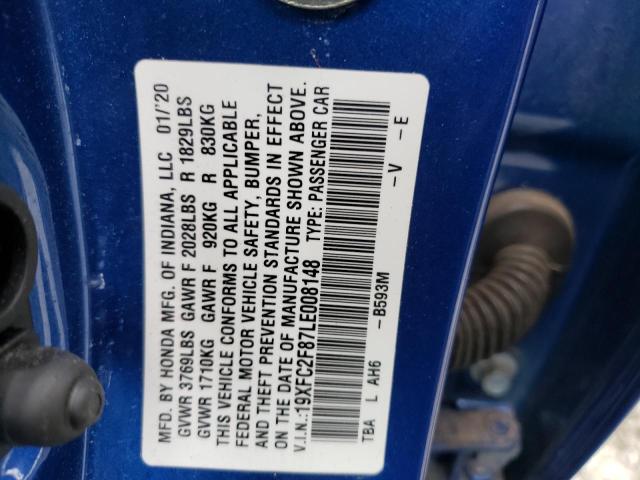 MFD. BY HONDA MFG. OF INDIANA, LLC 01/'20
GVWR 3769LBS GAWR F 2028LBS R 1829LBS
GVWR 1710KG GAWR F 920KG R 830KG
THIS VEHICLE CONFORMS TO ALL APPLICABLE
FEDERAL MOTOR VEHICLE SAFETY, BUMPER,
AND THEFT PREVENTION STANDARDS IN EFFECT
ON THE DATE OF MANUFACTURE SHOWN ABOVE.
V.I.N.:19XFC2F87LE008148 TYPE: PASSENGER CAR
TBA L AH6 -B593M -V -E